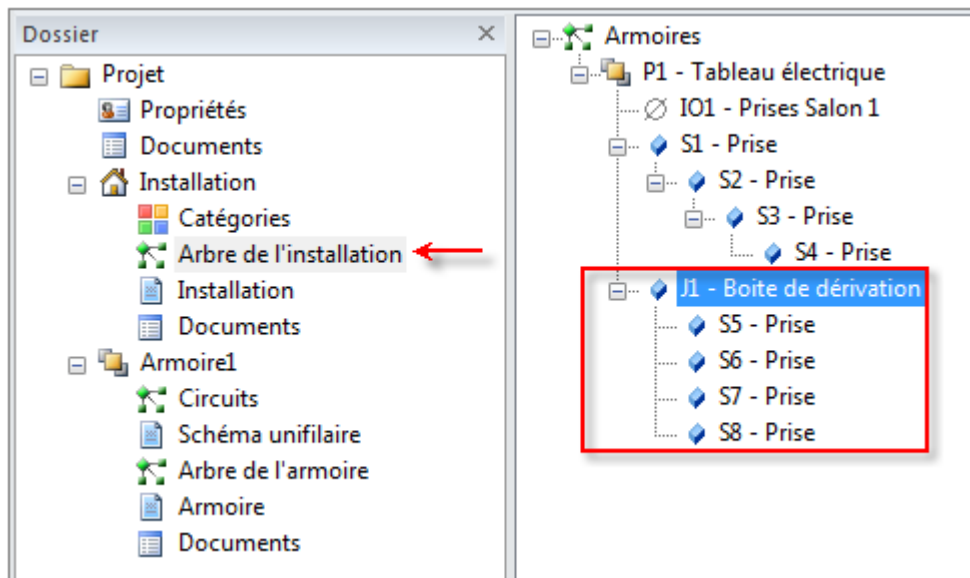 Dossier
Projet
Propriétés
Documents
Installation
Catégories
Arbre de l'installation
Installation
Documents
Armoire1
Circuits
Schéma unifilaire
Arbre de l'armoire
Armoire
Documents
Armoires
P1 - Tableau électrique
IO1 - Prises Salon 1
S1 - Prise
S2 - Prise
S3 - Prise
S4 - Prise
J1 - Boite de dérivation
S5 - Prise
S6 - Prise
S7 - Prise
S8 - Prise